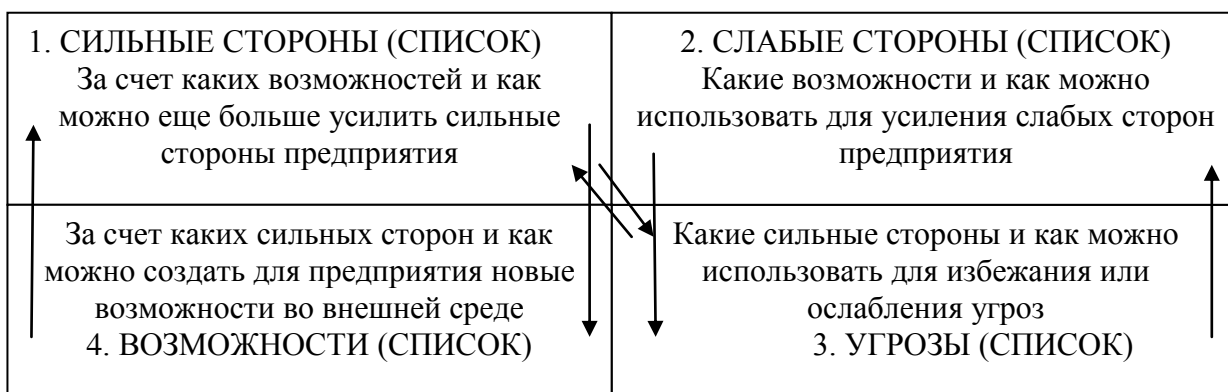 1. СИЛЬНЫЕ СТОРОНЫ (СПИСОК)
За счет каких возможностей и как
можно еще больше усилить сильные
стороны предприятия
2. СЛАБЫЕ СТОРОНЫ (СПИСОК)
Какие возможности и как можно
использовать для усиления слабых сторон
предприятия
За счет каких сильных сторон и как
можно создать для предприятия новые
возможности во внешней среде
4. ВОЗМОЖНОСТИ (СПИСОК)
Какие сильные стороны и как можно
использовать для избежания или
ослабления угроз
3. УГРОЗЫ (СПИСОК)